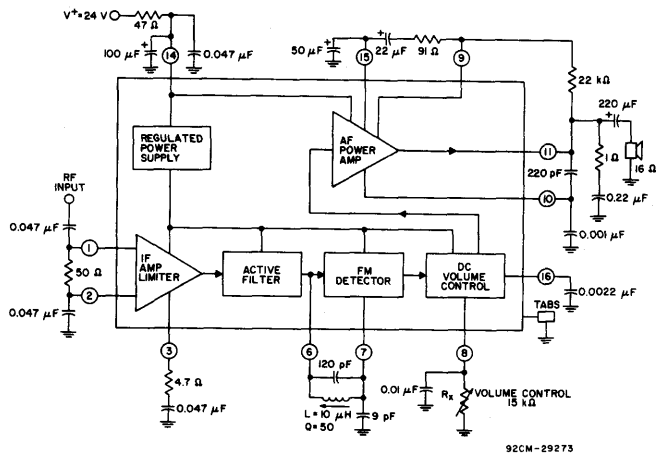 V+=24 V
47 Ω
100 μF
+
14
0.047 μF
50 μF
+
15
+
22 μF
91 Ω
9
22 kΩ
220 μF
+
REGULATED
POWER
SUPPLY
AF
POWER
AMP
11
220 pF
10
1 Ω
16 Ω
0.22 μF
0.001 μF
RF
INPUT
0.047 μF
1
50 Ω
2
0.047 μF
IF
AMP
LIMITER
ACTIVE
FILTER
FM
DETECTOR
DC
VOLUME
CONTROL
16
0.0022 μF
TABS
3
4.7 Ω
0.047 μF
6
7
120 pF
L = 10 μH
Q = 50
9 pF
8
0.01 μF
Rx
VOLUME CONTROL
15 kΩ
92CM-29273